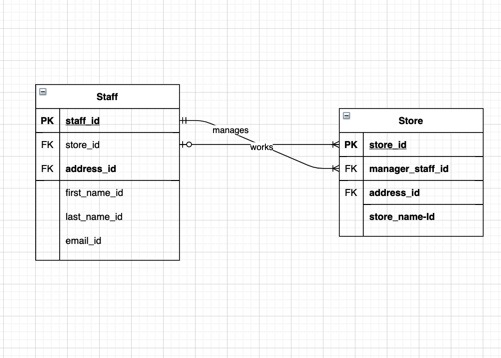 Staff
PK staff_id
FK store_id
FK address_id
first_name_id
last_name_id
email_id
manages
works
Store
PK store_id
FK manager_staff_id
FK address_id
store_name-Id